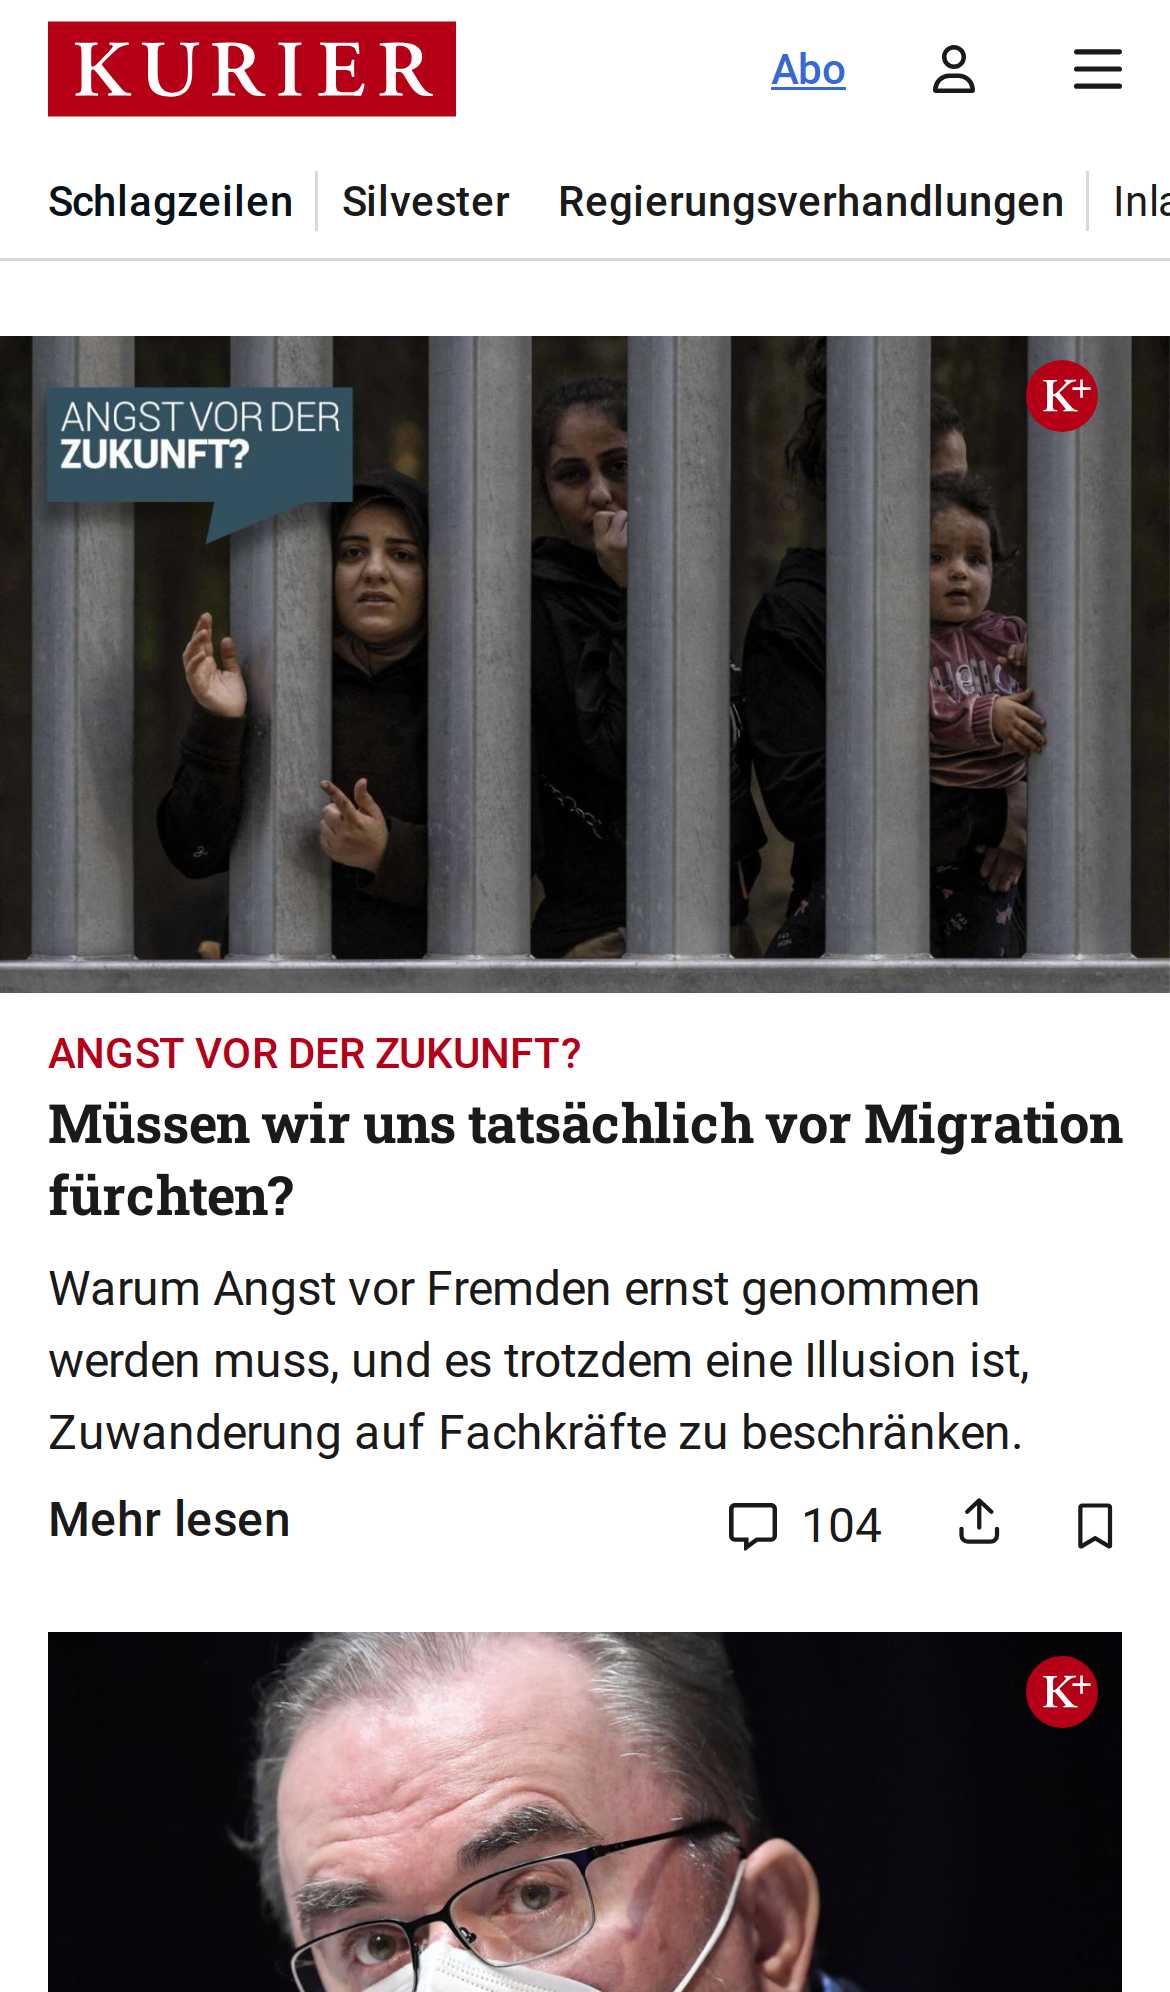 KURIER
Abo
Schlagzeilen
Silvester
Regierungsverhandlungen
Inla
ANGST VOR DER
ZUKUNFT?
K+
ANGST VOR DER ZUKUNFT?
Müssen wir uns tatsächlich vor Migration
fürchten?
Warum Angst vor Fremden ernst genommen
werden muss, und es trotzdem eine Illusion ist,
Zuwanderung auf Fachkräfte zu beschränken.
Mehr lesen
104
K+